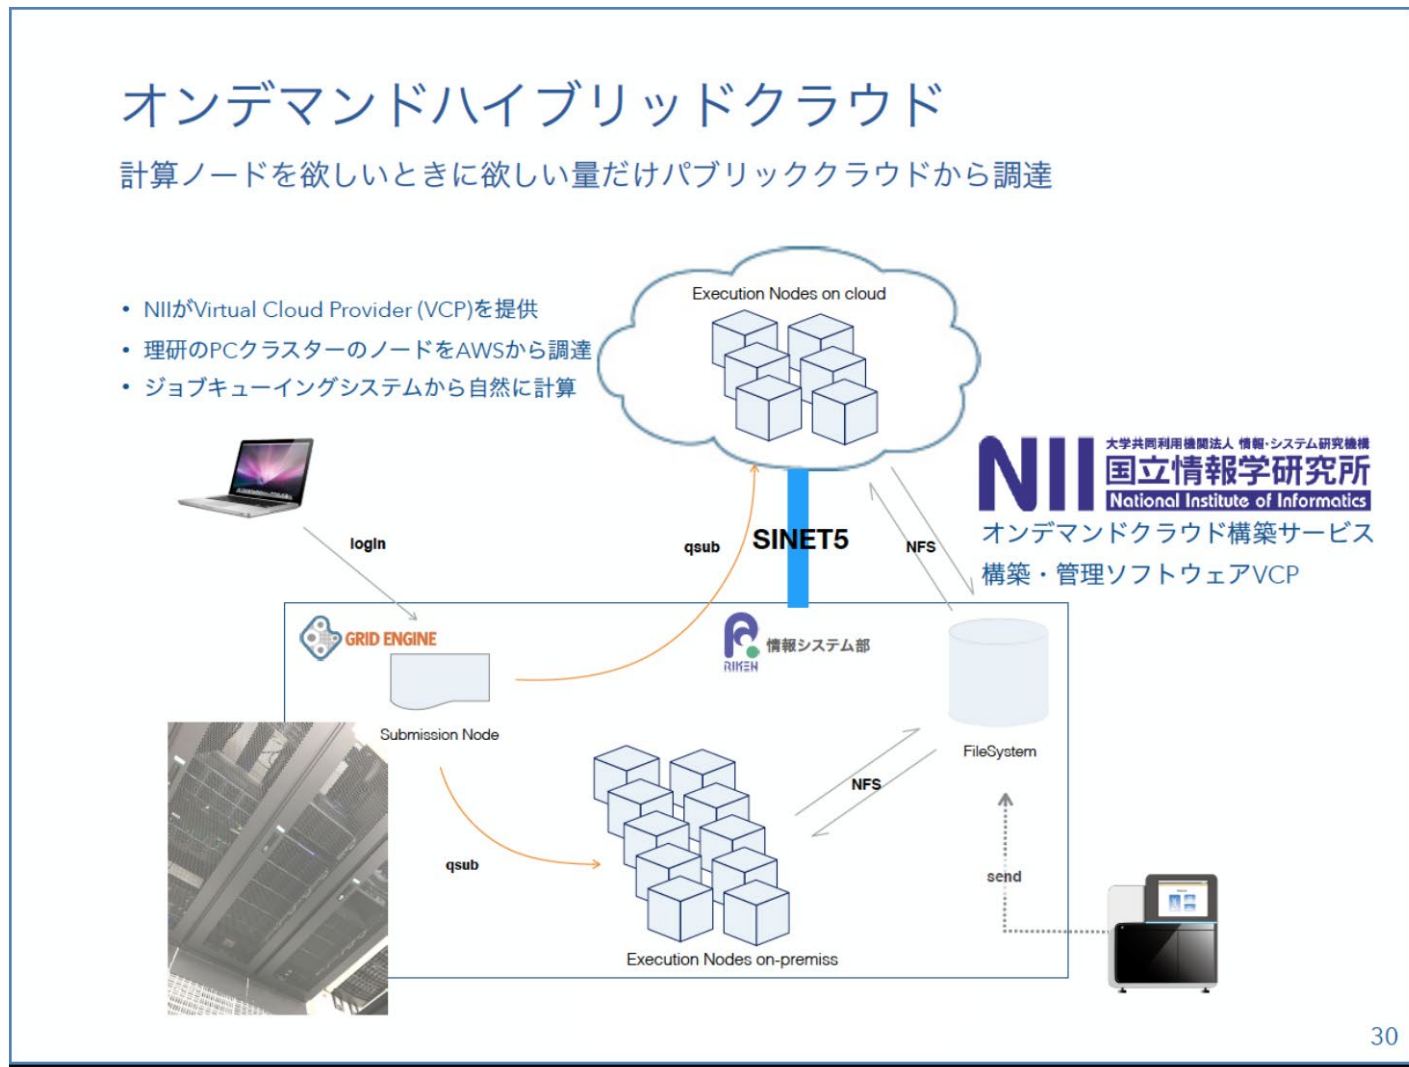 オンデマンドハイブリッドクラウド
計算ノードを欲しいときに欲しい量だけパブリッククラウドから調達
• NIIがVirtual Cloud Provider (VCP)を提供
• 理研のPCクラスターのノードをAWSから調達
• ジョブキューイングシステムから自然に計算
Execution Nodes on cloud
NII
大学共同利用機関法人 情報・システム研究機構
国立情報学研究所
National Institute of Informatics
オンデマンドクラウド構築サービス
構築・管理ソフトウェアVCP
login
qsub
SINET5
NFS
GRID ENGINE
RIKEN
情報システム部
Submission Node
FileSystem
NFS
qsub
send
Execution Nodes on-premiss
30